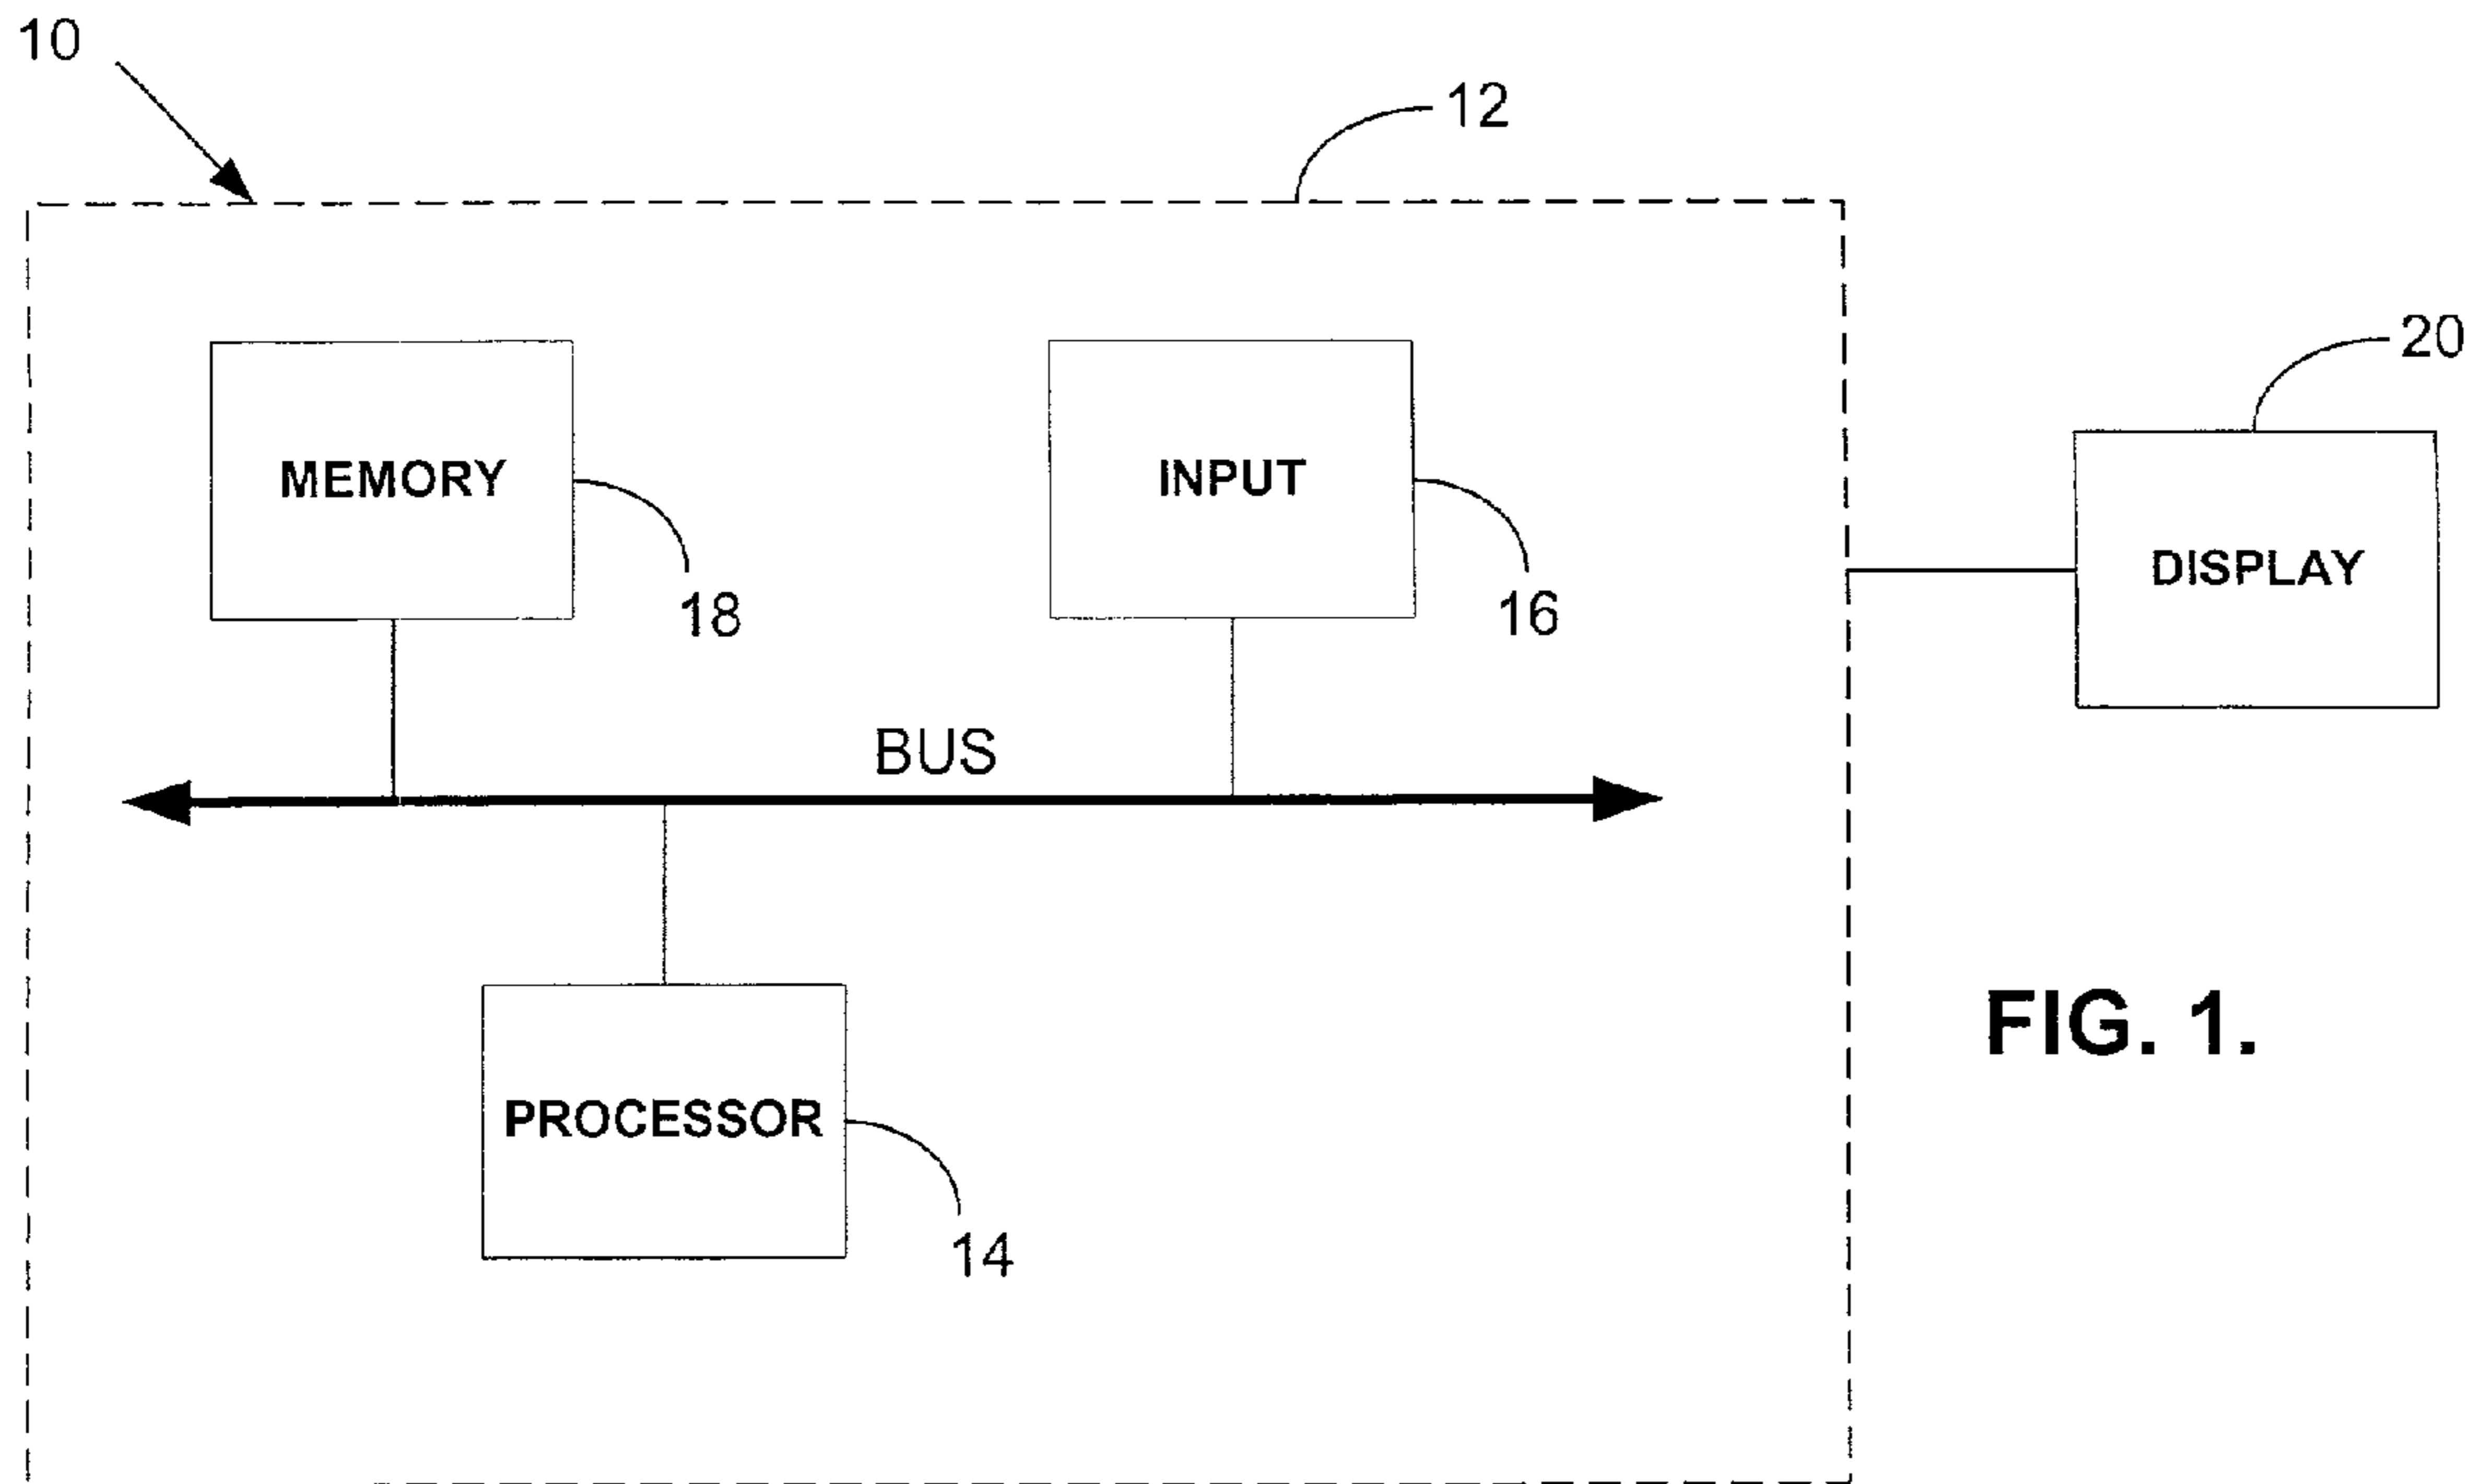 10
12
20
MEMORY
INPUT
DISPLAY
18
16
BUS
FIG. 1.
PROCESSOR
14